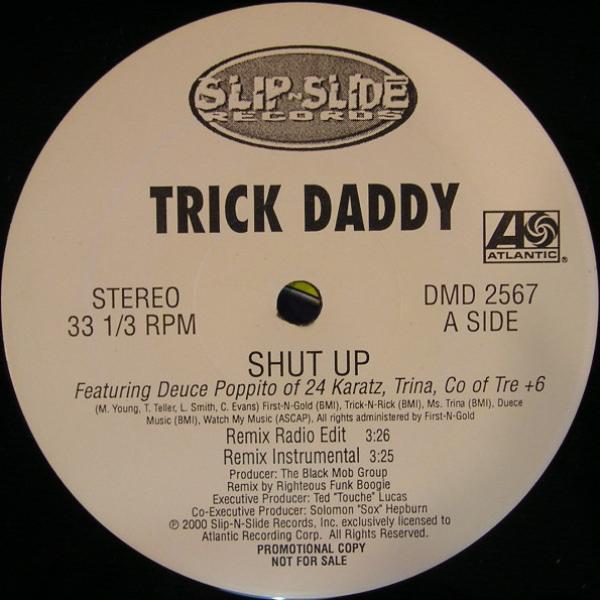 SLIP N SLIDE
RECORDS
TRICK DADDY
ATLANTIC®
STEREO
33 1/3 RPM
DMD 2567
A SIDE
SHUT UP
Featuring Deuce Poppito of 24 Karatz, Trina, Co of Tre +6
(M. Young, T. Teller, L. Smith, C. Evans) First-N-Gold (BMI), Trick-N-Rick (BMI), Ms. Trina (BMI), Duece
Music (BMI), Watch My Music (ASCAP). All rights administered by First-N-Gold
Remix Radio Edit 3:26
Remix Instrumental 3:25
Producer: The Black Mob Group
Remix by Righteous Funk Boogie
Executive Producer: Ted "Touche" Lucas
Co-Executive Producer: Solomon "Sox" Hepburn
℗ 2000 Slip-N-Slide Records, Inc. exclusively licensed to
Atlantic Recording Corp. All Rights Reserved.
PROMOTIONAL COPY
NOT FOR SALE